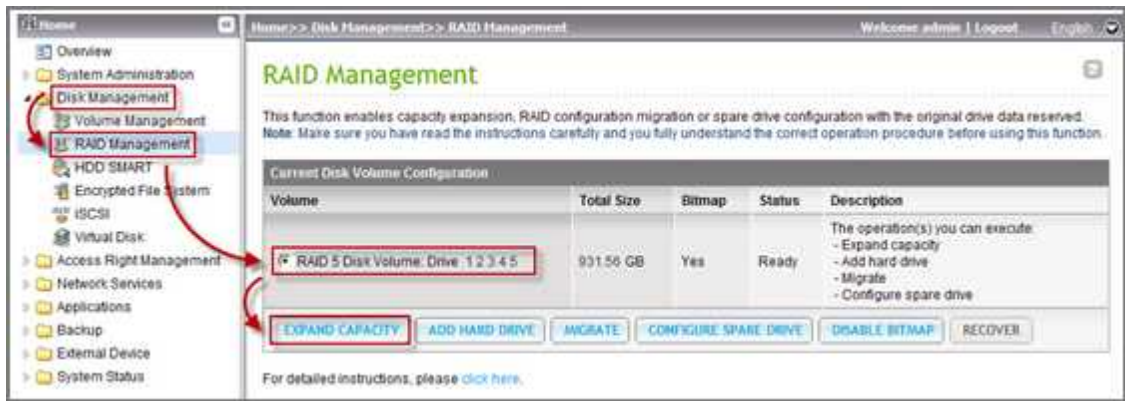 Home
Home>> Disk Management>> RAID Management
Welcome admin | Logout
English
Overview
System Administration
Disk Management
Volume Management
RAID Management
HDD SMART
Encrypted File System
iSCSI
Virtual Disk
Access Right Management
Network Services
Applications
Backup
External Device
System Status
RAID Management
This function enables capacity expansion, RAID configuration migration or spare drive configuration with the original drive data reserved.
Note: Make sure you have read the instructions carefully and you fully understand the correct operation procedure before using this function.
Current Disk Volume Configuration
Volume Total Size Bitmap Status Description
RAID 5 Disk Volume: Drive 1 2 3 4 5 931.56 GB Yes Ready
The operation(s) you can execute:
- Expand capacity
- Add hard drive
- Migrate
- Configure spare drive
EXPAND CAPACITY ADD HARD DRIVE MIGRATE CONFIGURE SPARE DRIVE DISABLE BITMAP RECOVER
For detailed instructions, please click here.